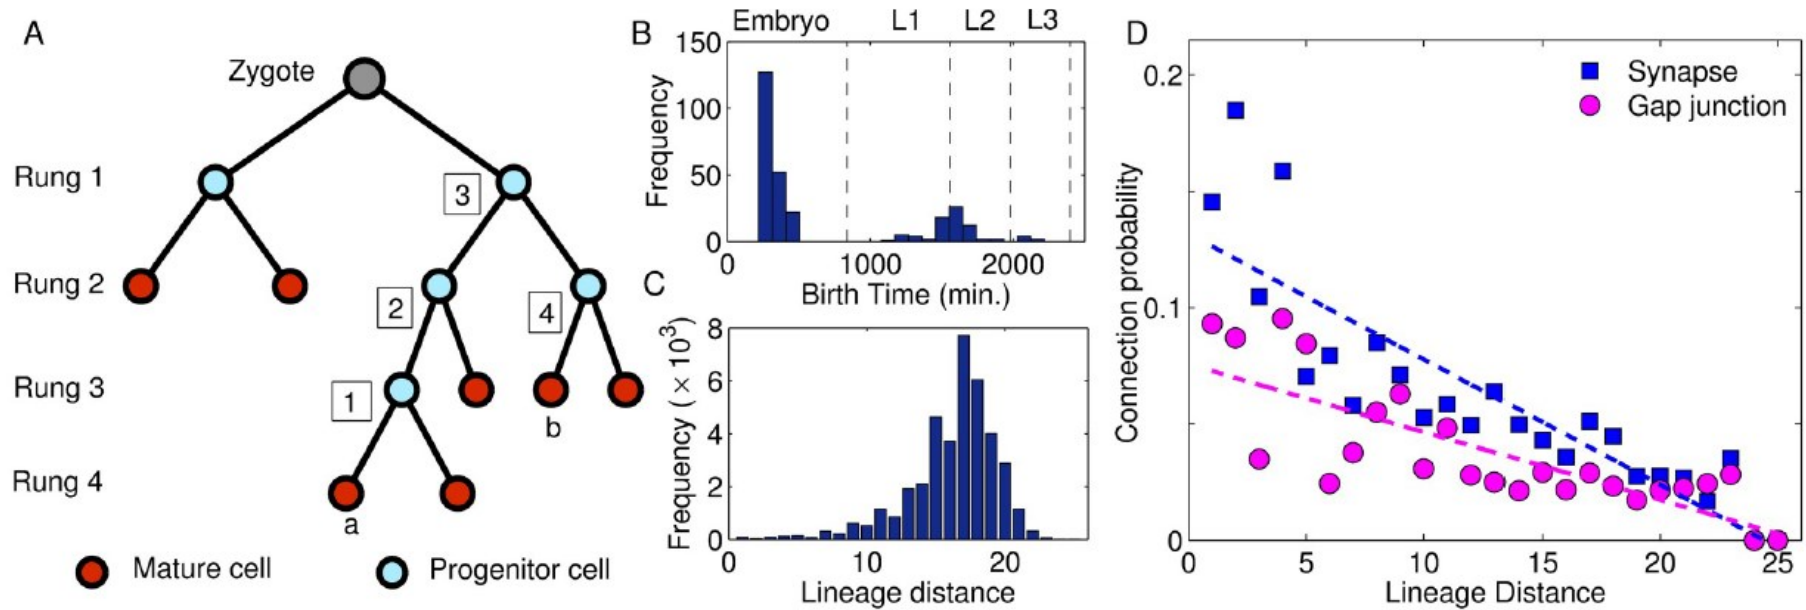 A
Zygote
Rung 1
3
Rung 2
2
4
Rung 3
1
b
Rung 4
a
Mature cell
Progenitor cell
B
Embryo
L1
L2
L3
150
100
50
0
Frequency
0
1000
2000
Birth Time (min.)
C
8
6
4
2
0
Frequency ( × 10³)
10
20
Lineage distance
D
Synapse
Gap junction
0.2
0.1
0
Connection probability
0
5
10
15
20
25
Lineage Distance